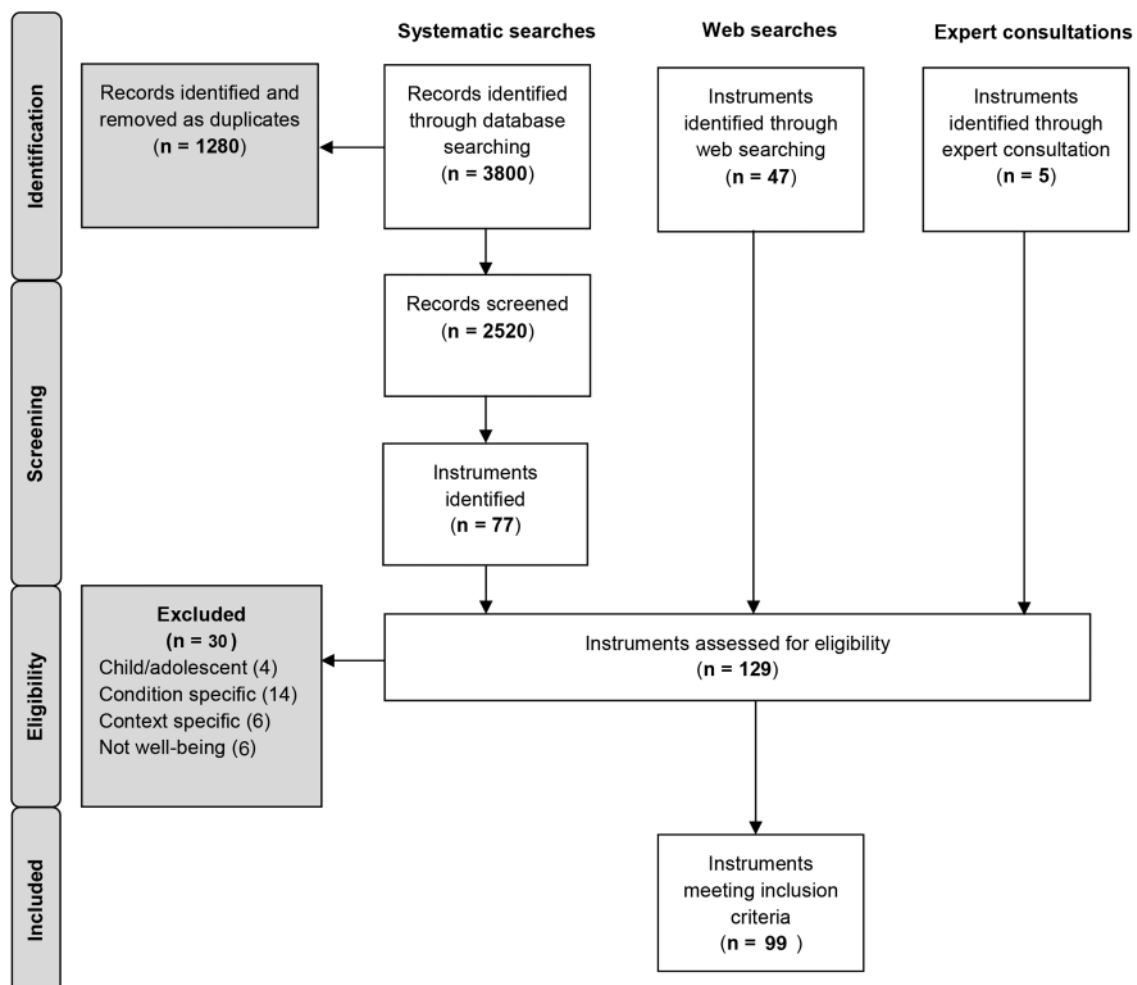 Systematic searches
Web searches
Expert consultations
Identification
Records identified and
removed as duplicates
(n = 1280)
Records identified
through database
searching
(n = 3800)
Instruments
identified through
web searching
(n = 47)
Instruments
identified through
expert consultation
(n = 5)
Screening
Records screened
(n = 2520)
Instruments
identified
(n = 77)
Eligibility
Excluded
(n = 30)
Child/adolescent (4)
Condition specific (14)
Context specific (6)
Not well-being (6)
Instruments assessed for eligibility
(n = 129)
Included
Instruments
meeting inclusion
criteria
(n = 99 )